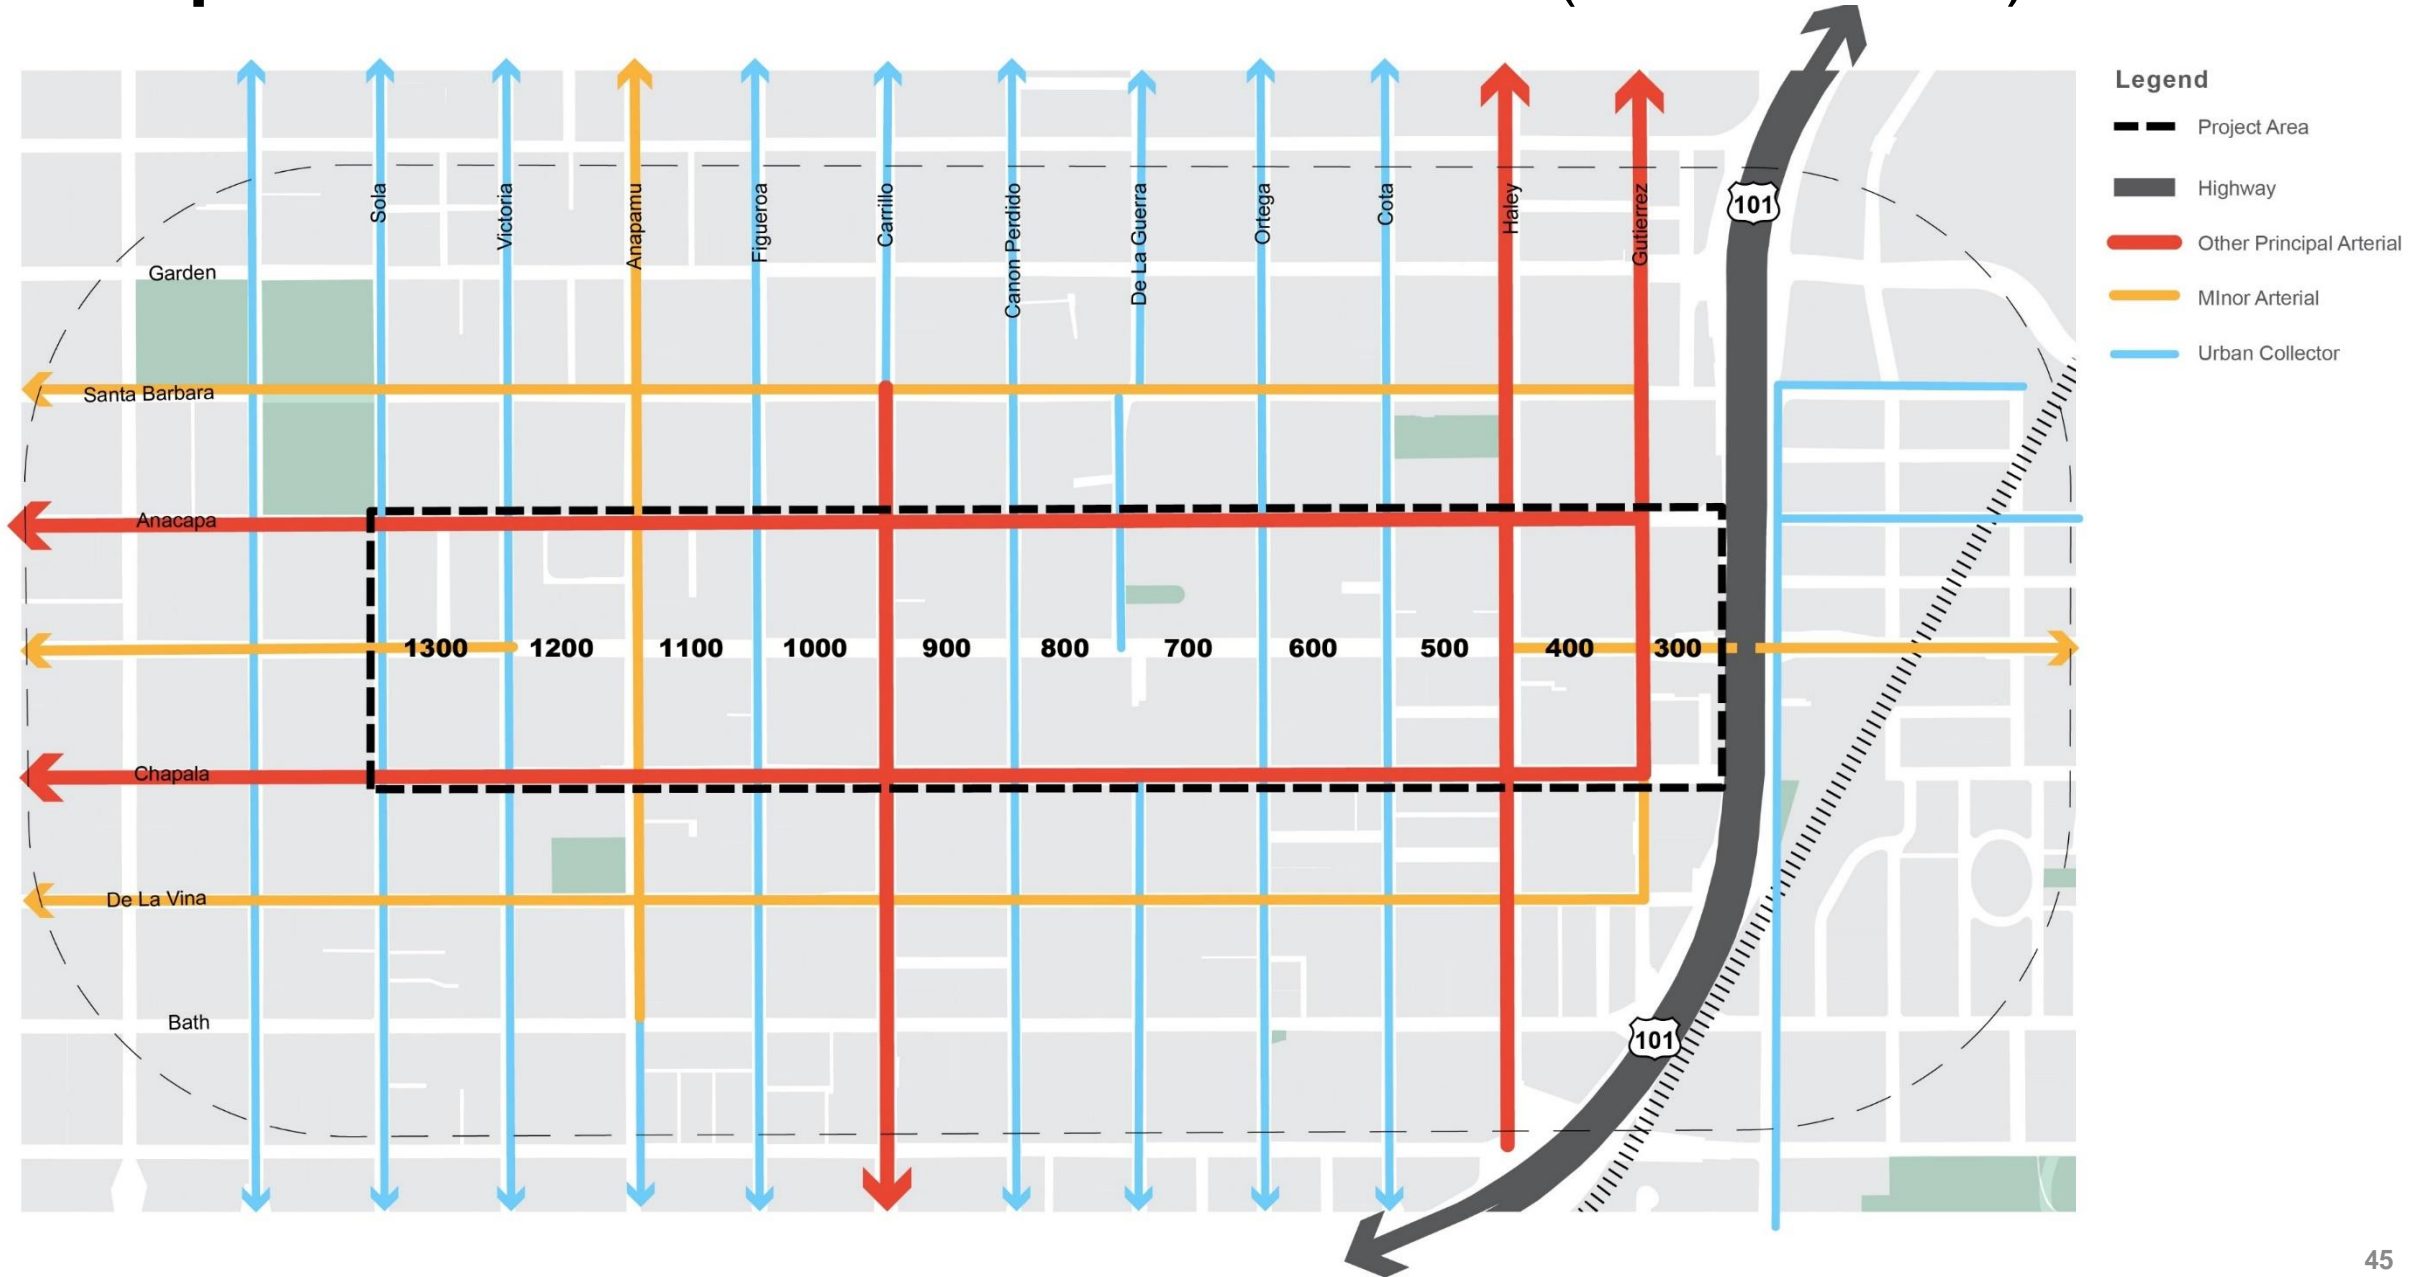 Legend
Project Area
Highway
Other Principal Arterial
MInor Arterial
Urban Collector
Sola
Victoria
Anapamu
Figueroa
Carrillo
Canon Perdido
De La Guerra
Ortega
Cota
Haley
Gutierrez
101
Garden
Santa Barbara
Anacapa
1300 1200 1100 1000 900 800 700 600 500 400 300
Chapala
De La Vina
Bath
101
45